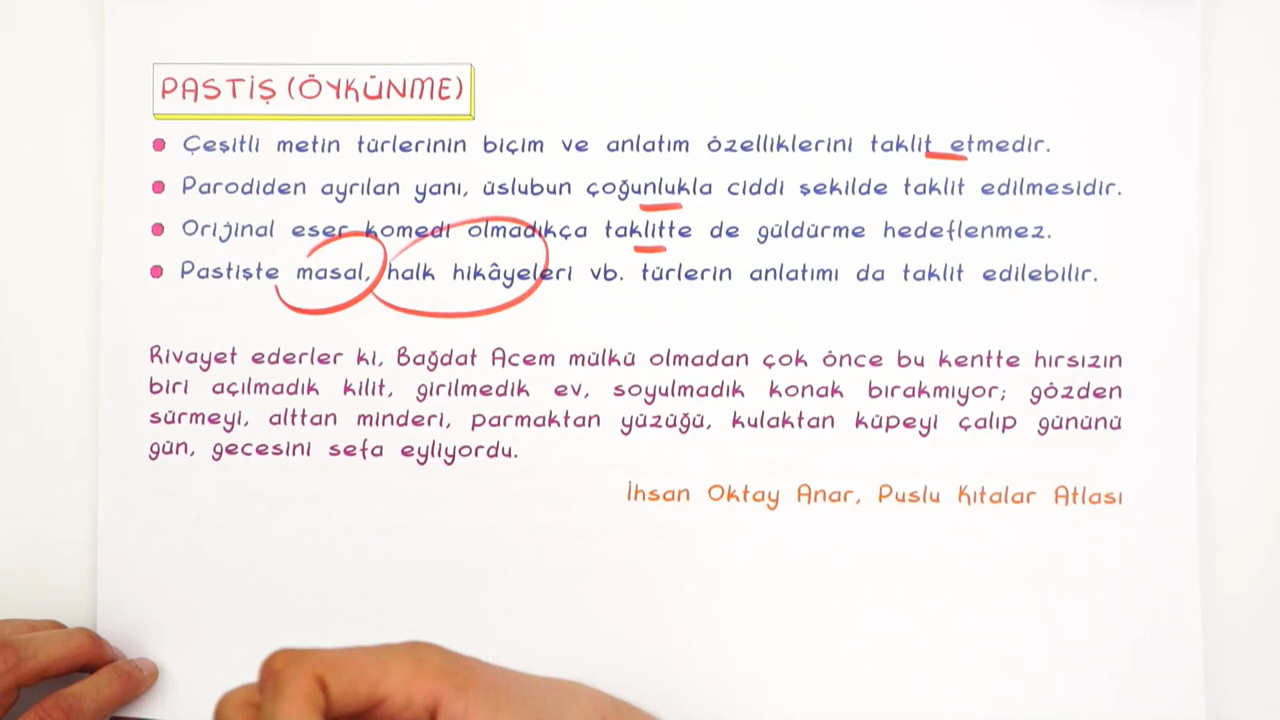 PASTİŞ (ÖYKÜNME)
Çeşitli metin türlerinin biçim ve anlatım özelliklerini taklit etmedir.
Parodiden ayrılan yanı, üslubun çoğunlukla ciddi şekilde taklit edilmesidir.
Orijinal eser komedi olmadıkça taklitte de güldürme hedeflenmez.
Pastişte masal, halk hikâyeleri vb. türlerin anlatımı da taklit edilebilir.
Rivayet ederler ki, Bağdat Acem mülkü olmadan çok önce bu kentte hırsızın
biri açılmadık kilit, girilmedik ev, soyulmadık konak bırakmıyor; gözden
sürmeyi, alttan minderi, parmaktan yüzüğü, kulaktan küpeyi çalıp gününü
gün, gecesini sefa eyliyordu.
İhsan Oktay Anar, Puslu Kıtalar Atlası